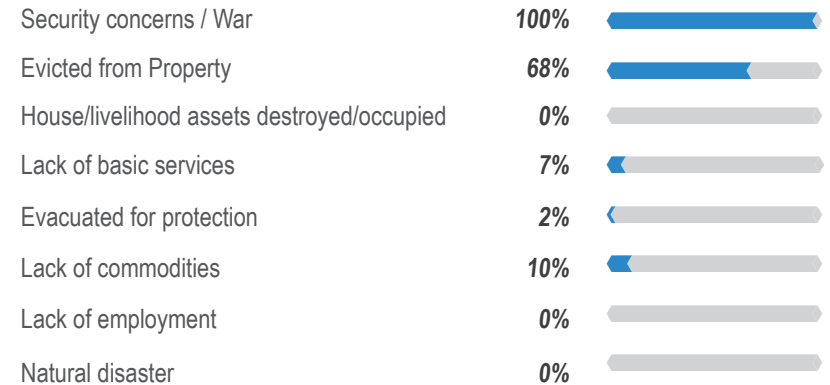 Security concerns / War 100%
Evicted from Property 68%
House/livelihood assets destroyed/occupied 0%
Lack of basic services 7%
Evacuated for protection 2%
Lack of commodities 10%
Lack of employment 0%
Natural disaster 0%